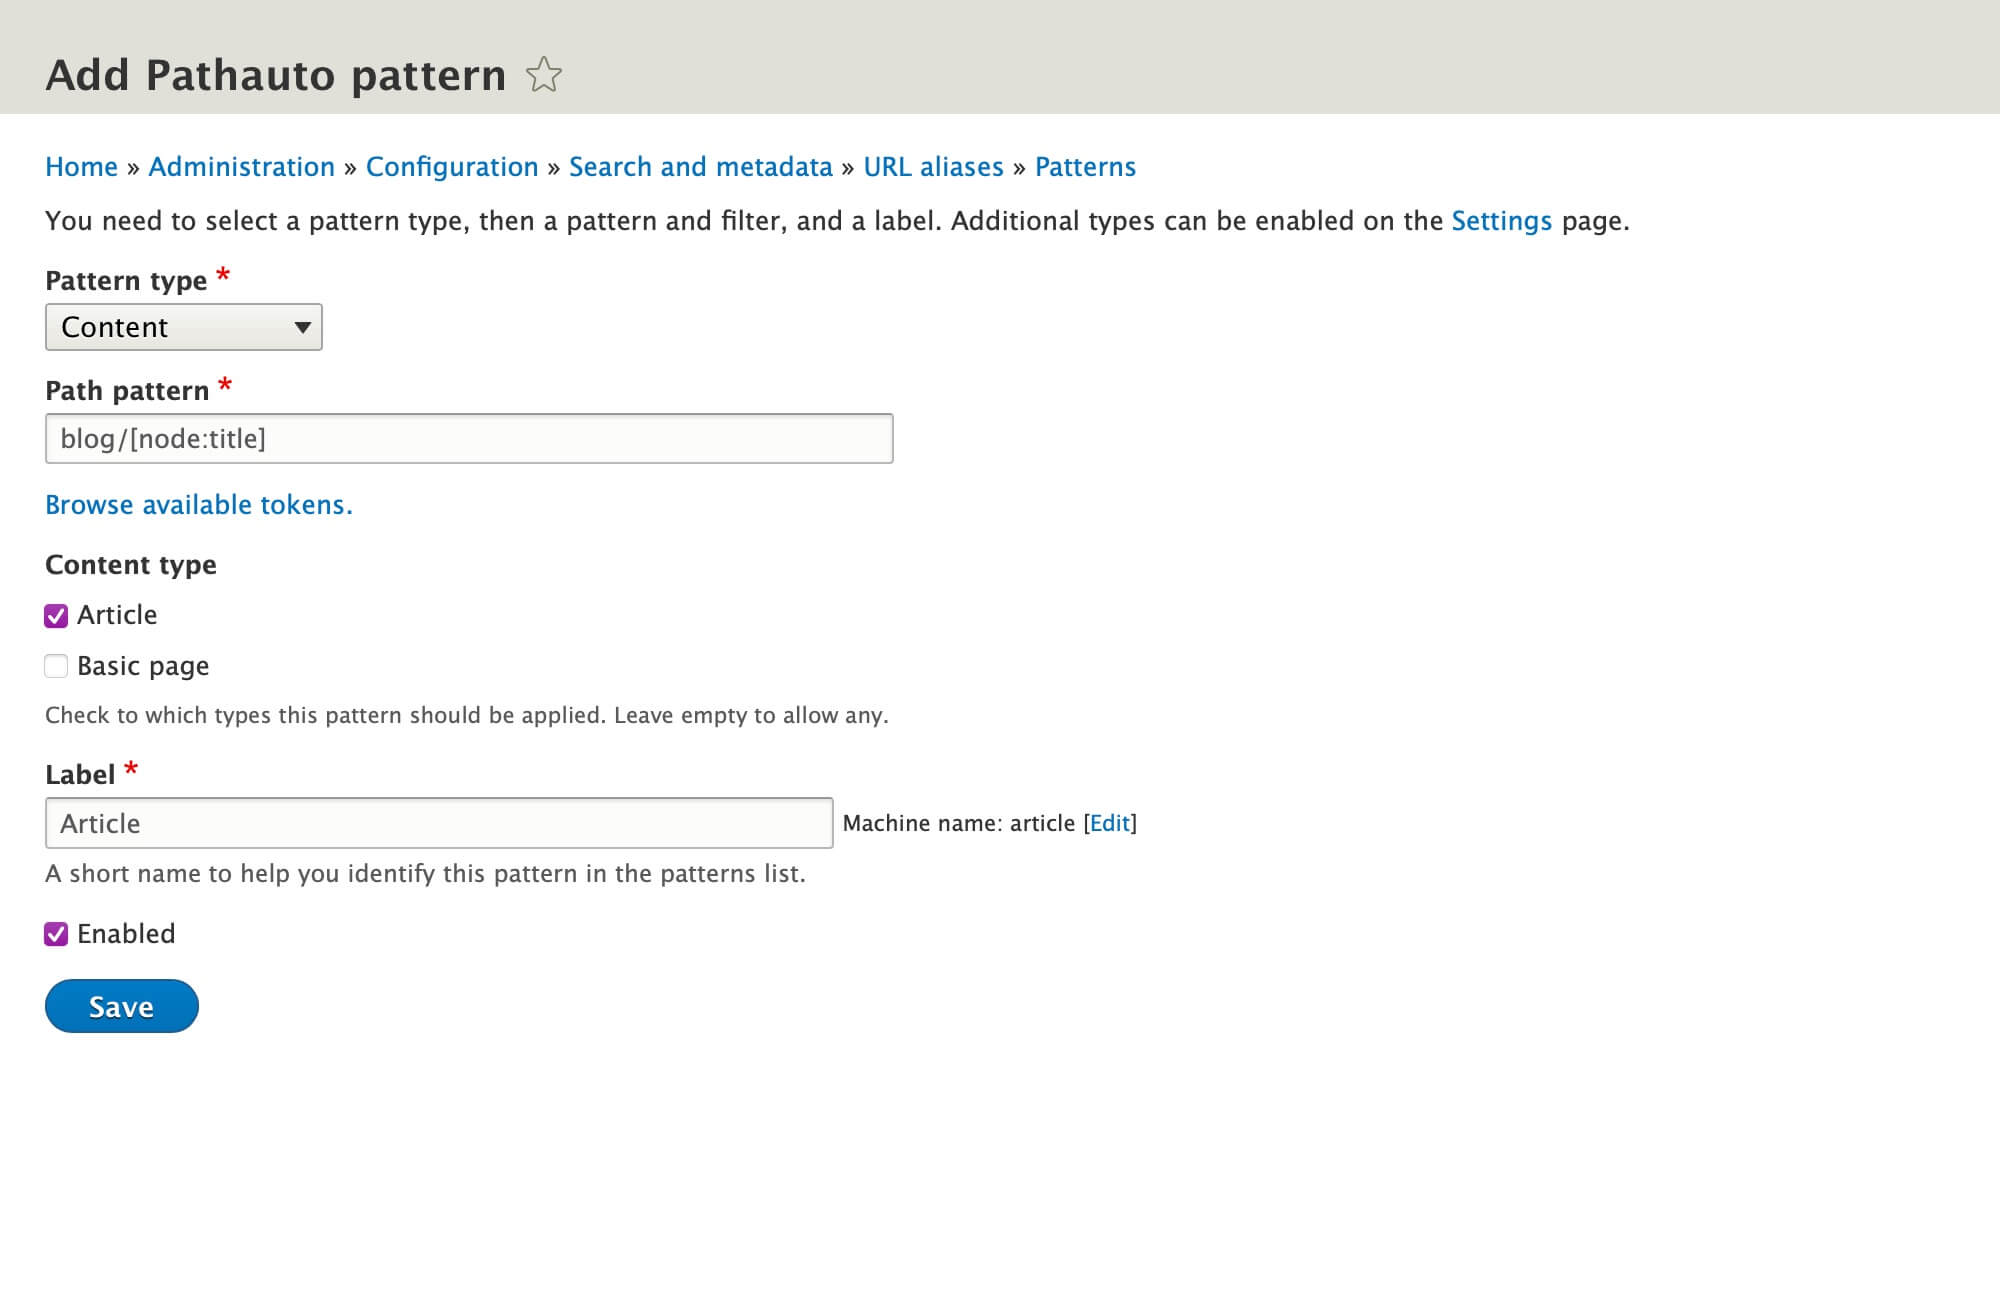 Add Pathauto pattern
Home » Administration » Configuration » Search and metadata » URL aliases » Patterns
You need to select a pattern type, then a pattern and filter, and a label. Additional types can be enabled on the Settings page.
Pattern type *
Content
Path pattern *
blog/[node:title]
Browse available tokens.
Content type
Article
Basic page
Check to which types this pattern should be applied. Leave empty to allow any.
Label *
Article Machine name: article [Edit]
A short name to help you identify this pattern in the patterns list.
Enabled
Save